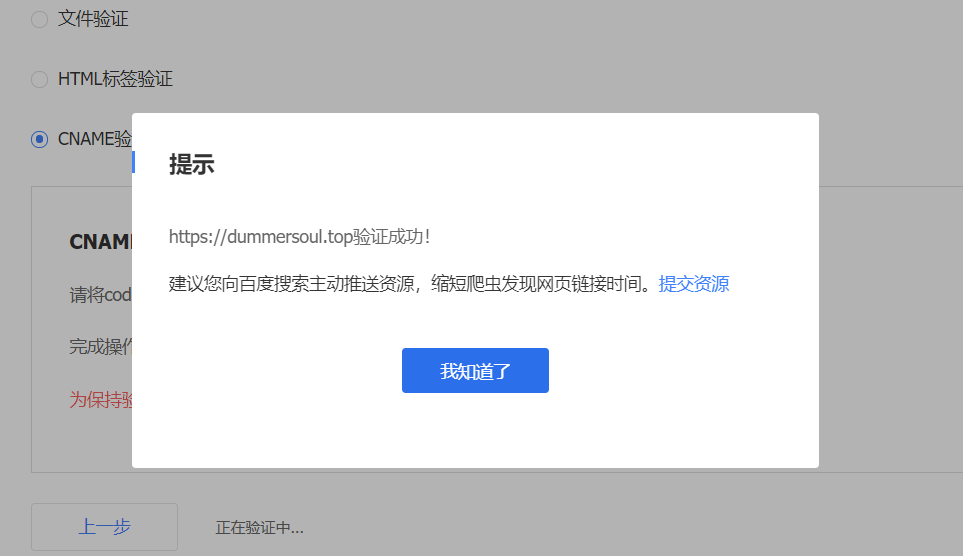 文件验证
HTML标签验证
CNAME验
提示
https://dummersoul.top验证成功！
CNAME
建议您向百度搜索主动推送资源，缩短爬虫发现网页链接时间。提交资源
请将cod
完成操作
我知道了
为保持验
上一步
正在验证中...